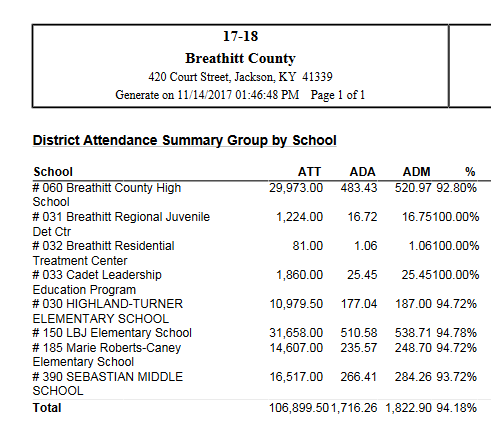 17-18
Breathitt County
420 Court Street, Jackson, KY 41339
Generate on 11/14/2017 01:46:48 PM Page 1 of 1
District Attendance Summary Group by School
School ATT ADA ADM %
# 060 Breathitt County High 29,973.00 483.43 520.97 92.80%
School
# 031 Breathitt Regional Juvenile 1,224.00 16.72 16.75100.00%
Det Ctr
# 032 Breathitt Residential 81.00 1.06 1.06100.00%
Treatment Center
# 033 Cadet Leadership 1,860.00 25.45 25.45100.00%
Education Program
# 030 HIGHLAND-TURNER 10,979.50 177.04 187.00 94.72%
ELEMENTARY SCHOOL
# 150 LBJ Elementary School 31,658.00 510.58 538.71 94.78%
# 185 Marie Roberts-Caney 14,607.00 235.57 248.70 94.72%
Elementary School
# 390 SEBASTIAN MIDDLE 16,517.00 266.41 284.26 93.72%
SCHOOL
Total 106,899.501,716.26 1,822.90 94.18%